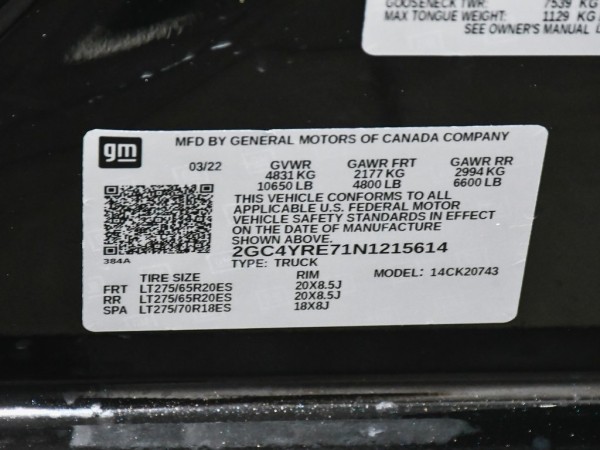 GOOSENECK TWR: 7539 KG
MAX TONGUE WEIGHT: 1129 KG
SEE OWNER'S MANUAL
gm
MFD BY GENERAL MOTORS OF CANADA COMPANY
03/22 GVWR GAWR FRT GAWR RR
4831 KG 2177 KG 2994 KG
10650 LB 4800 LB 6600 LB
THIS VEHICLE CONFORMS TO ALL
APPLICABLE U.S. FEDERAL MOTOR
VEHICLE SAFETY STANDARDS IN EFFECT
ON THE DATE OF MANUFACTURE
SHOWN ABOVE.
2GC4YRE71N1215614
384A
TYPE: TRUCK MODEL: 14CK20743
TIRE SIZE RIM
FRT LT275/65R20ES 20X8.5J
RR LT275/65R20ES 20X8.5J
SPA LT275/70R18ES 18X8J